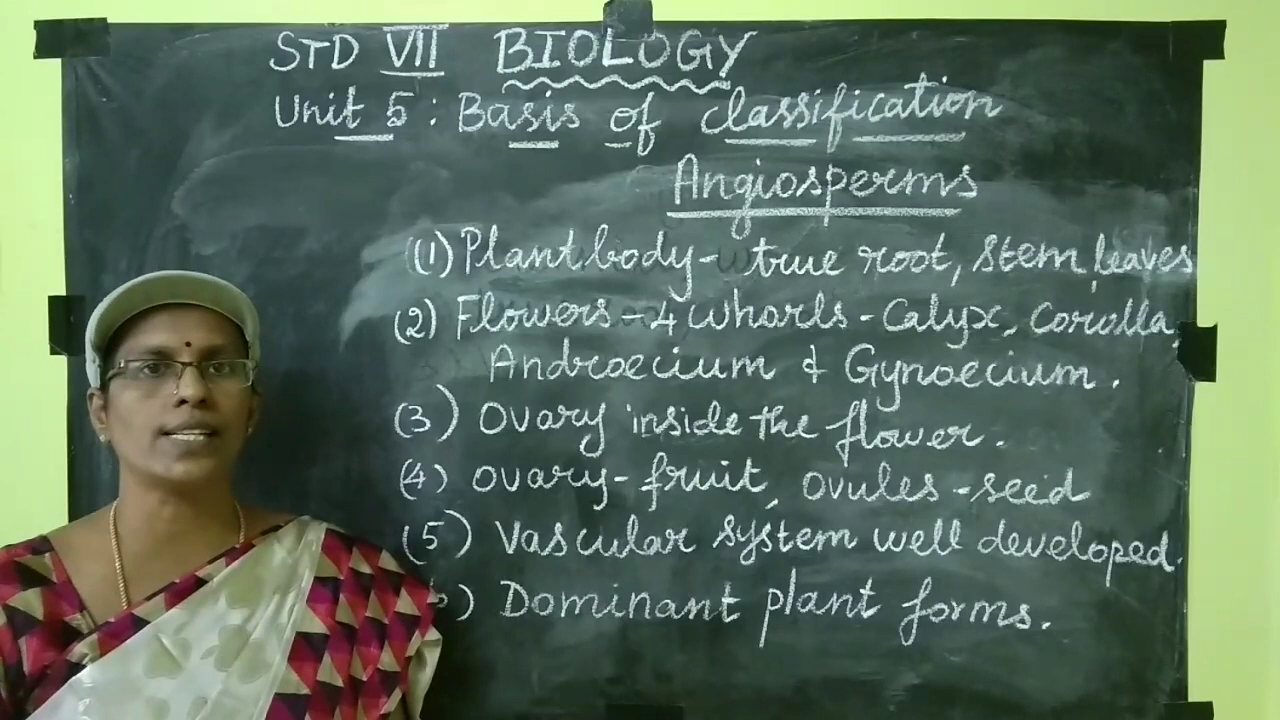 STD VII BIOLOGY
Unit 5 : Basis of classification
Angiosperms
(1) Plant body - true root, stem, leaves
(2) Flowers - 4 whorls - Calyx, Corolla,
Androecium & Gynoecium.
(3) Ovary inside the flower.
(4) Ovary - fruit, Ovules - seed
(5) Vascular system well developed.
) Dominant plant forms.